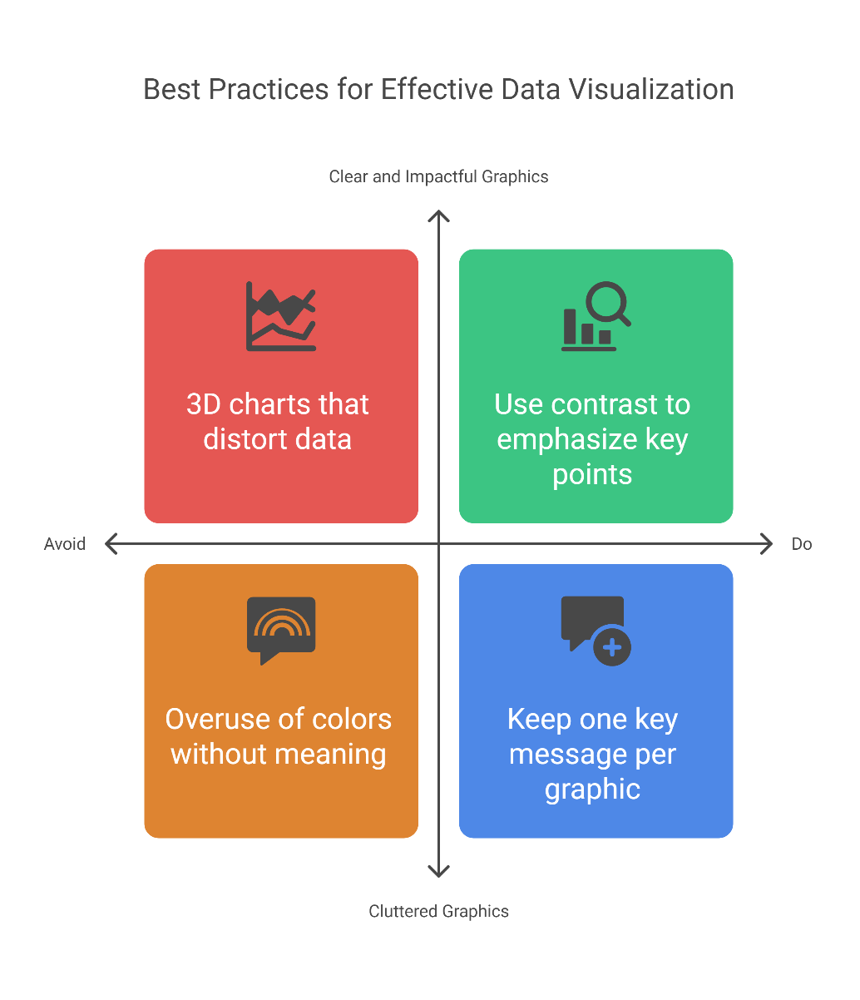 Best Practices for Effective Data Visualization
Clear and Impactful Graphics
3D charts that
distort data
Use contrast to
emphasize key
points
Avoid
Do
Overuse of colors
without meaning
Keep one key
message per
graphic
Cluttered Graphics